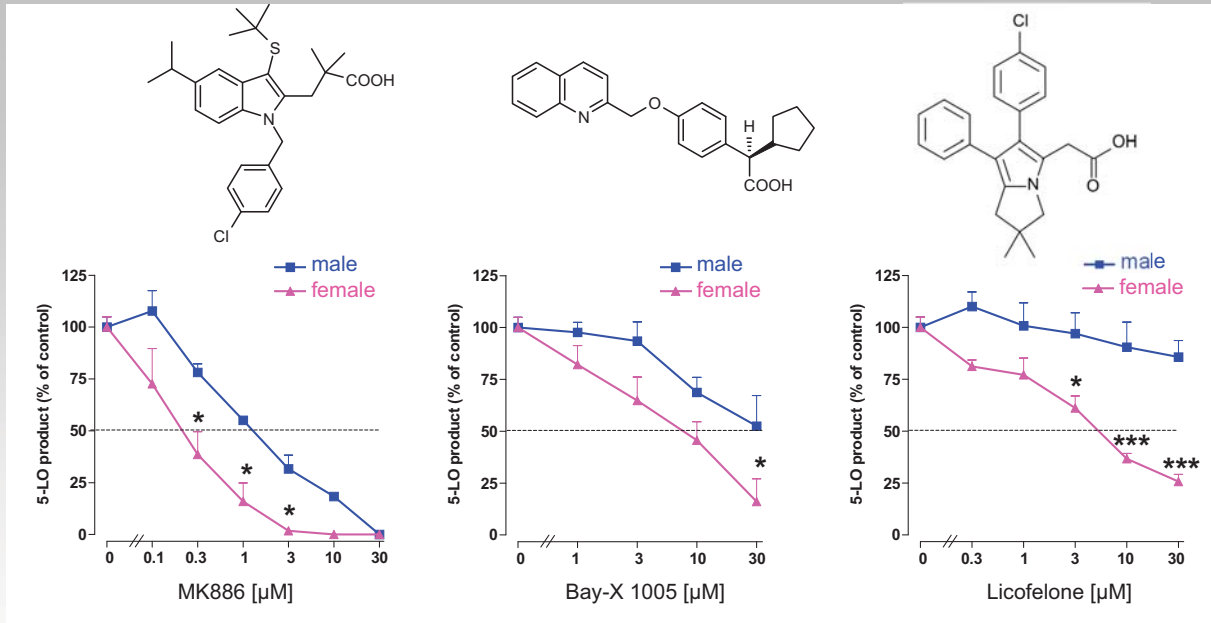 S
COOH
N
Cl
N
O
H
COOH
Cl
OH
O
N
125
100
75
50
25
0
5-LO product (% of control)
male
female
*
*
*
0
0.1
0.3
1
3
10
30
MK886 [µM]
125
100
75
50
25
0
5-LO product (% of control)
male
female
*
0
1
3
10
30
Bay-X 1005 [µM]
125
100
75
50
25
0
5-LO product (% of control)
male
female
*
***
***
0
0.3
1
3
10
30
Licofelone [µM]